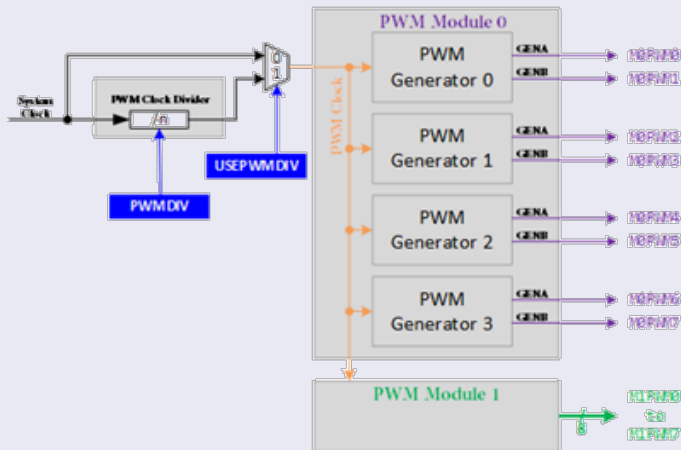 PWM Module 0
System
Clock
PWM Clock Divider
/n
0
1
PWMDIV
USEPWMDIV
PWM Clock
PWM
Generator 0
GENA
GENB
M0PWM0
M0PWM1
PWM
Generator 1
GENA
GENB
M0PWM2
M0PWM3
PWM
Generator 2
GENA
GENB
M0PWM4
M0PWM5
PWM
Generator 3
GENA
GENB
M0PWM6
M0PWM7
PWM Module 1
8
M1PWM0
to
M1PWM7